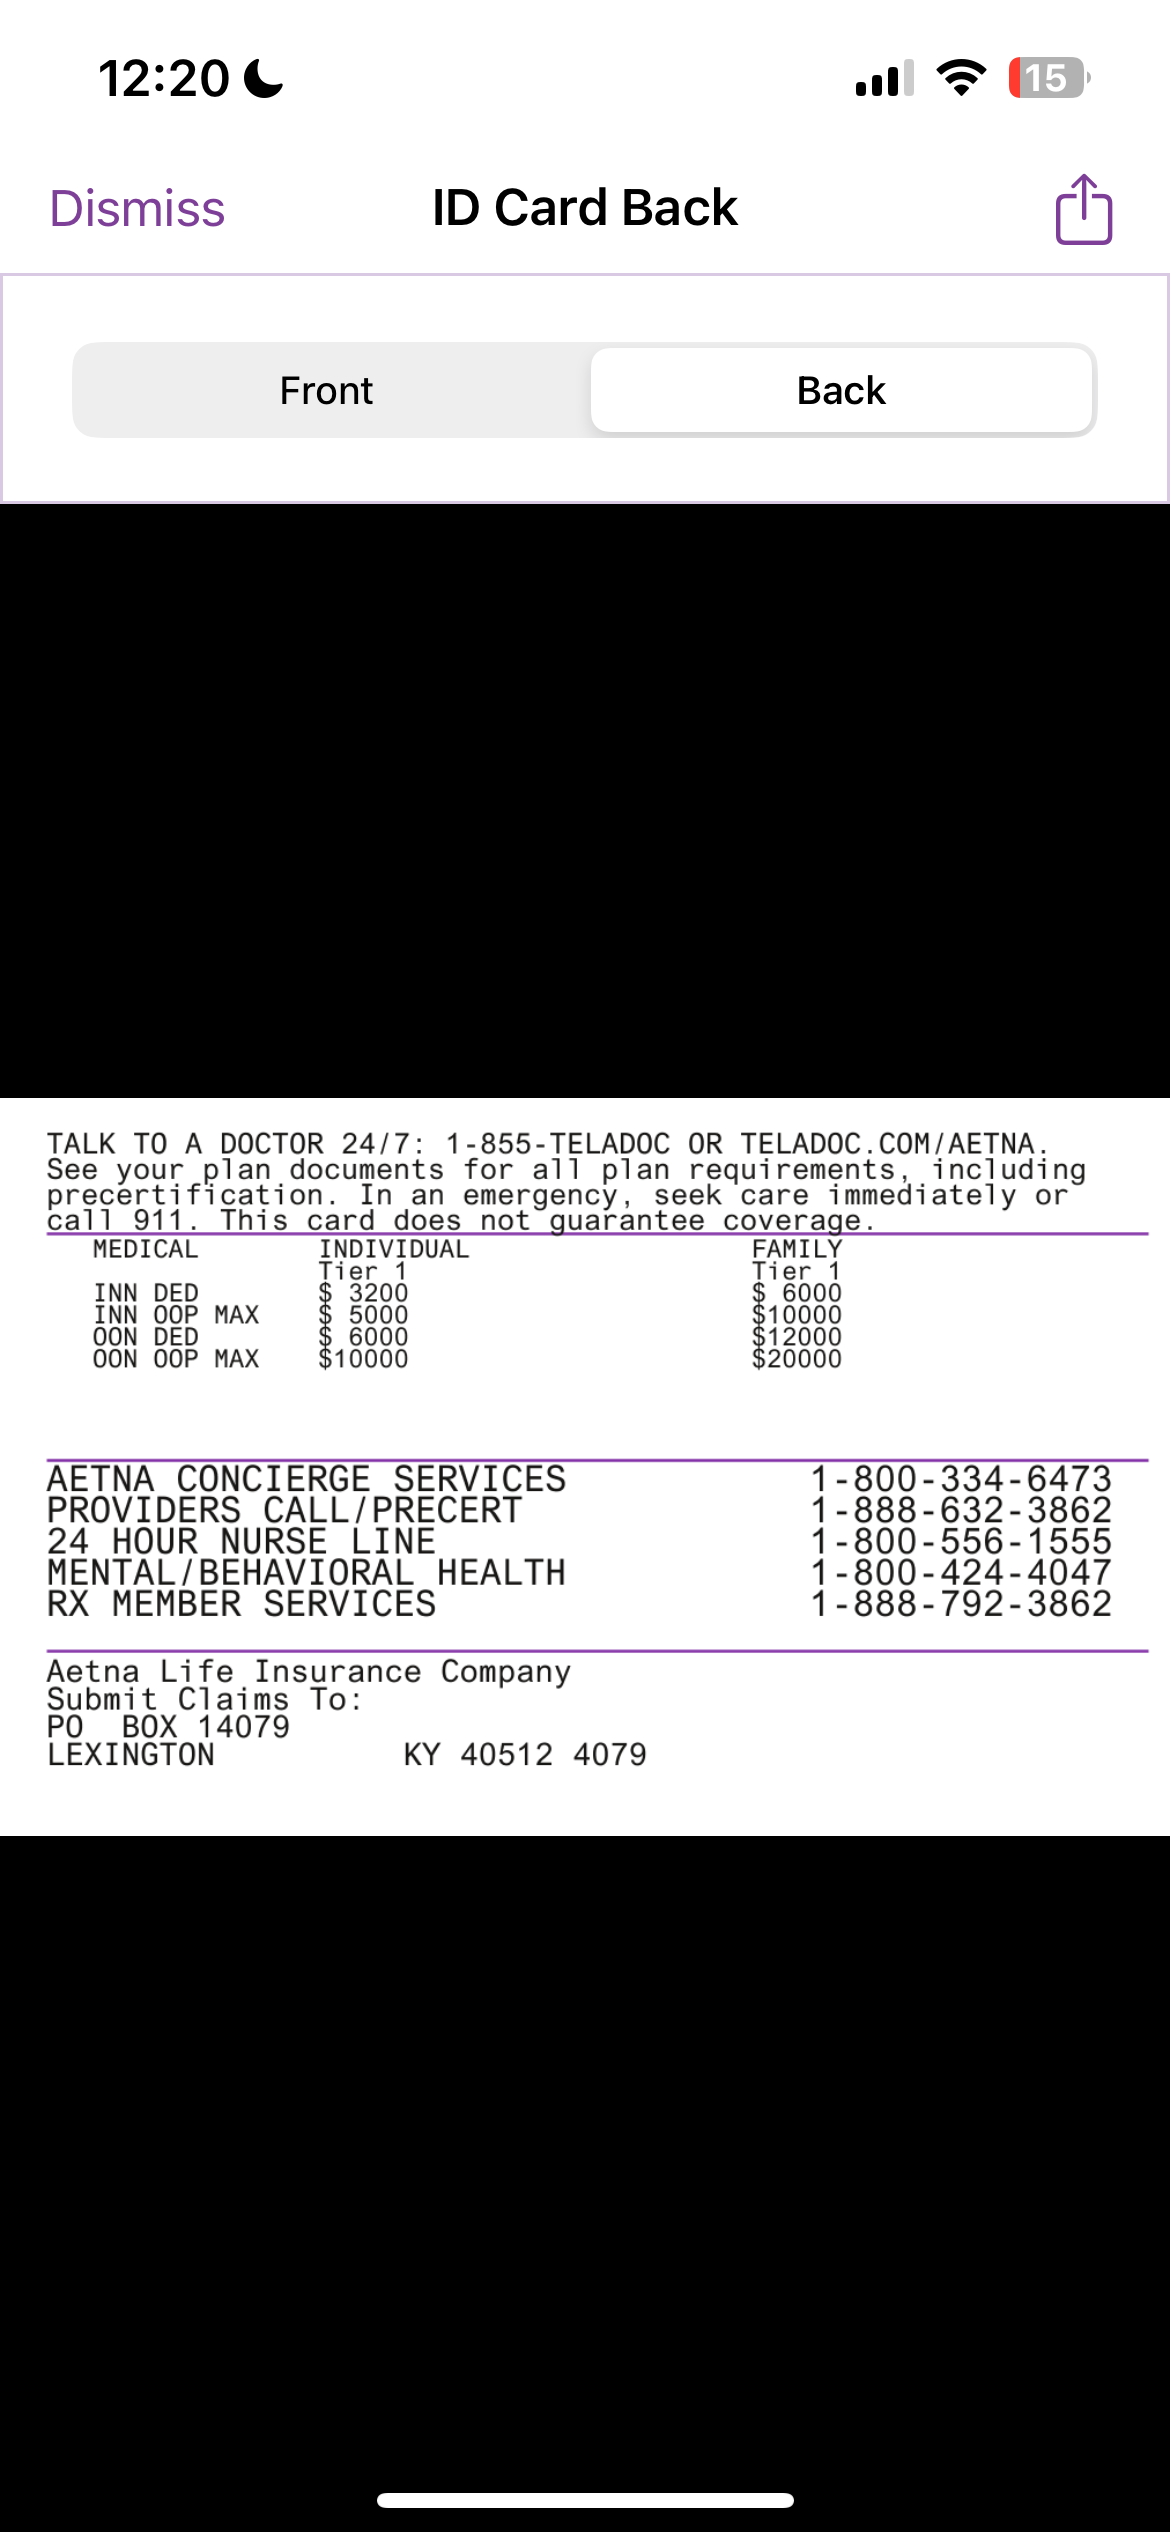 12:20
15
Dismiss
ID Card Back
Front
Back
TALK TO A DOCTOR 24/7: 1-855-TELADOC OR TELADOC.COM/AETNA.
See your plan documents for all plan requirements, including
precertification. In an emergency, seek care immediately or
call 911. This card does not guarantee coverage.
MEDICAL INDIVIDUAL FAMILY
Tier 1 Tier 1
INN DED $ 3200 $ 6000
INN OOP MAX $ 5000 $10000
OON DED $ 6000 $12000
OON OOP MAX $10000 $20000
AETNA CONCIERGE SERVICES 1-800-334-6473
PROVIDERS CALL/PRECERT 1-888-632-3862
24 HOUR NURSE LINE 1-800-556-1555
MENTAL/BEHAVIORAL HEALTH 1-800-424-4047
RX MEMBER SERVICES 1-888-792-3862
Aetna Life Insurance Company
Submit Claims To:
PO BOX 14079
LEXINGTON KY 40512 4079